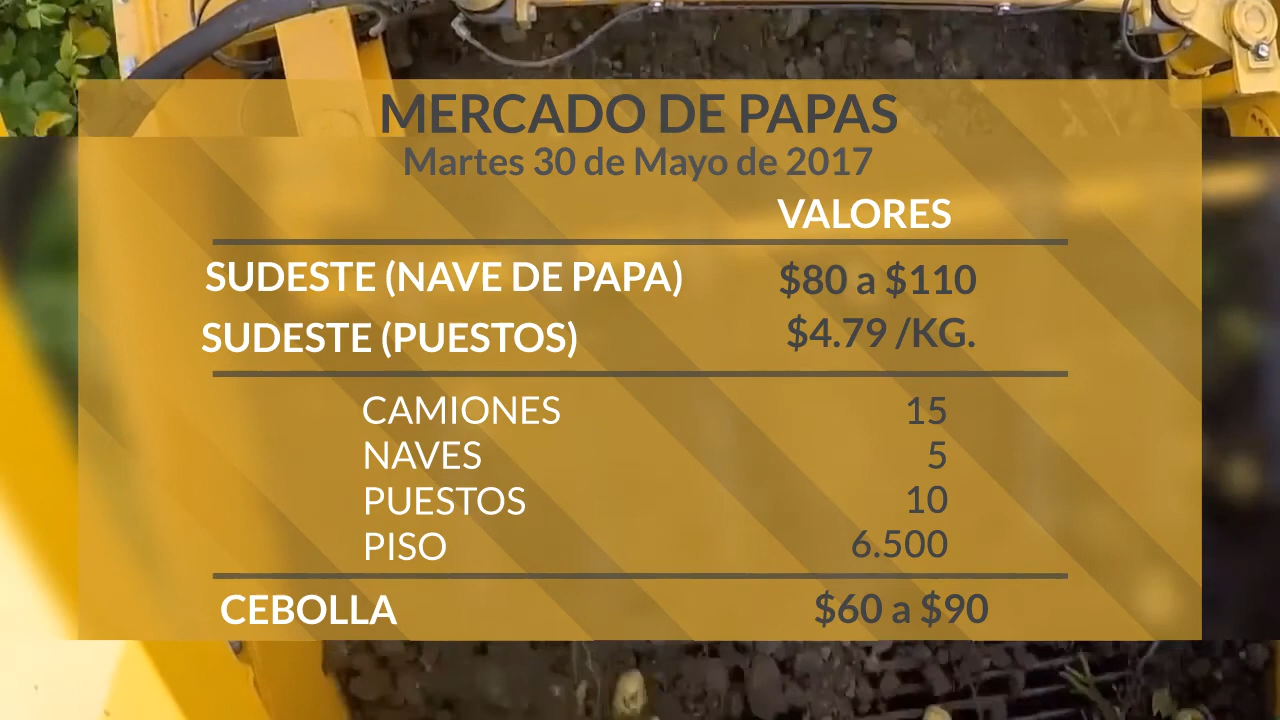 MERCADO DE PAPAS
Martes 30 de Mayo de 2017
VALORES
SUDESTE (NAVE DE PAPA) $80 a $110
SUDESTE (PUESTOS) $4.79 /KG.
CAMIONES 15
NAVES 5
PUESTOS 10
PISO 6.500
CEBOLLA $60 a $90